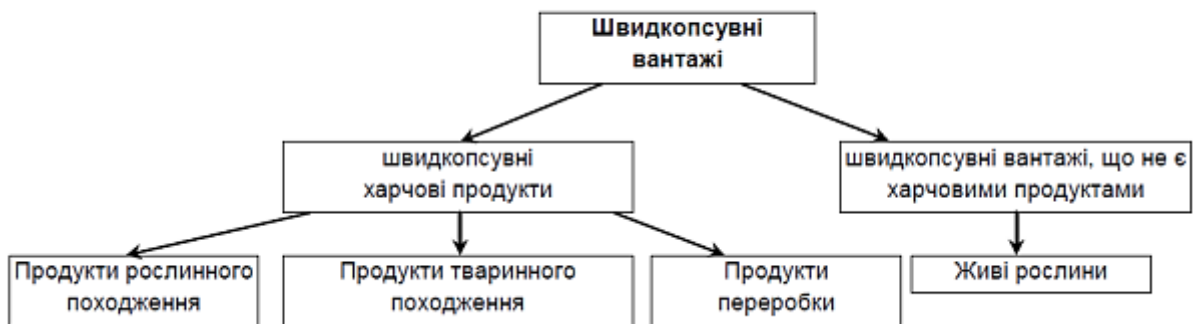 Швидкопсувні
вантажі
швидкопсувні
харчові продукти
швидкопсувні вантажі, що не є
харчовими продуктами
Продукти рослинного
походження
Продукти тваринного
походження
Продукти
переробки
Живі рослини